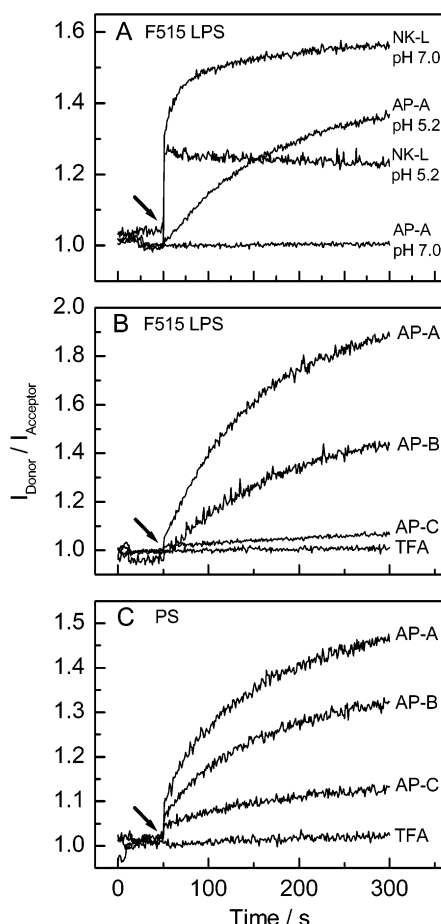 A F515 LPS
1.6
1.4
1.2
1.0
NK-L
pH 7.0
AP-A
pH 5.2
NK-L
pH 5.2
AP-A
pH 7.0
B F515 LPS
2.0
1.8
1.6
1.4
1.2
1.0
AP-A
AP-B
AP-C
TFA
I Donor / I Acceptor
C PS
1.5
1.4
1.3
1.2
1.1
1.0
AP-A
AP-B
AP-C
TFA
0 100 200 300
Time / s